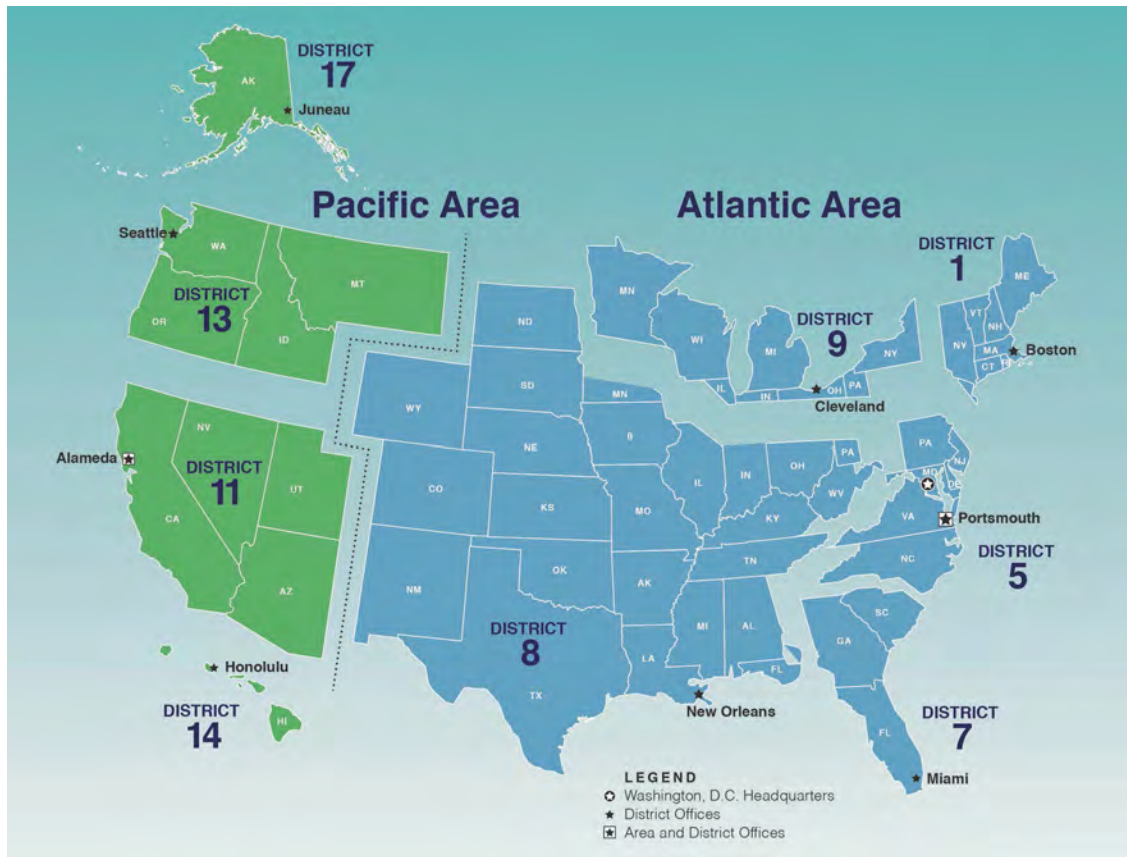 DISTRICT
17
AK
Juneau
Pacific Area
Atlantic Area
Seattle
WA
MT
DISTRICT
13
OR
ID
DISTRICT
1
ME
MN
VT
NH
WI
MI
DISTRICT
9
NY
NY
MA
Boston
CT
RI
IL
IN
OH
PA
Cleveland
ND
SD
MN
WY
NE
B
NV
Alameda
DISTRICT
11
UT
CA
AZ
CO
KS
MO
IL
IN
OH
PA
WV
KY
PA
NJ
MD
DE
VA
Portsmouth
NC
DISTRICT
5
NM
OK
AK
TN
DISTRICT
8
TX
LA
MI
AL
FL
New Orleans
SC
GA
DISTRICT
7
FL
Miami
Honolulu
DISTRICT
14
HI
LEGEND
Washington, D.C. Headquarters
District Offices
Area and District Offices